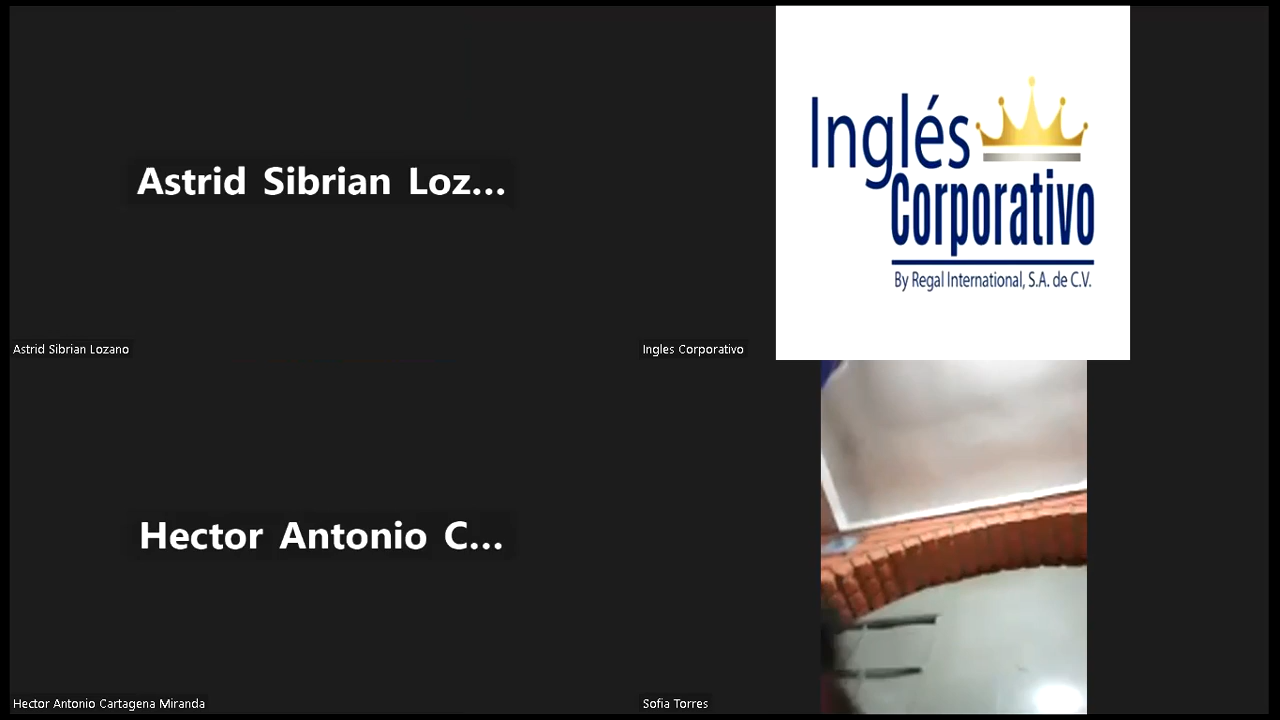 Astrid Sibrian Loz...
Astrid Sibrian Lozano
Inglés
Corporativo
By Regal International, S.A. de C.V.
Ingles Corporativo
Hector Antonio C...
Hector Antonio Cartagena Miranda
Sofia Torres